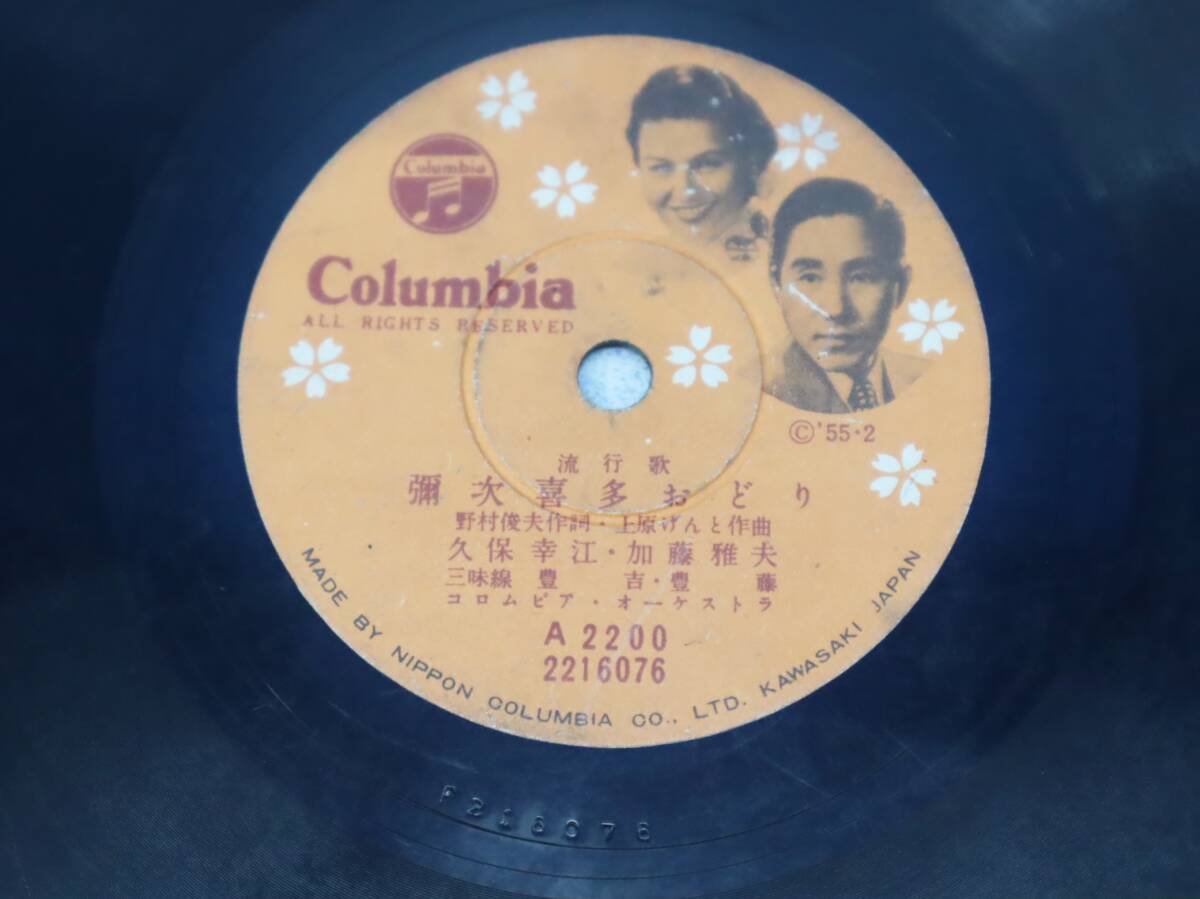 Columbia
Columbia
ALL RIGHTS RESERVED
©'55・2
流行歌
彌次喜多おどり
野村俊夫作詞・上原げんと作曲
久保幸江・加藤雅夫
三味線 豊吉・豊藤
コロムビア・オーケストラ
A 2200
2216076
MADE BY NIPPON COLUMBIA CO., LTD. KAWASAKI JAPAN
F216076